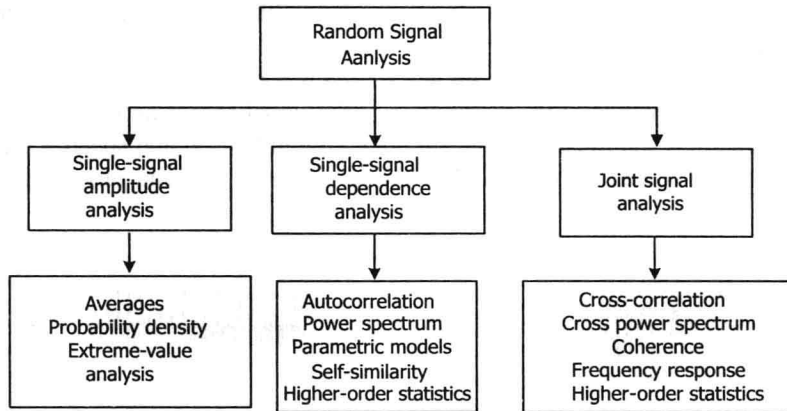 Random Signal
Aanlysis
Single-signal
amplitude
analysis
Single-signal
dependence
analysis
Joint signal
analysis
Averages
Probability density
Extreme-value
analysis
Autocorrelation
Power spectrum
Parametric models
Self-similarity
Higher-order statistics
Cross-correlation
Cross power spectrum
Coherence
Frequency response
Higher-order statistics